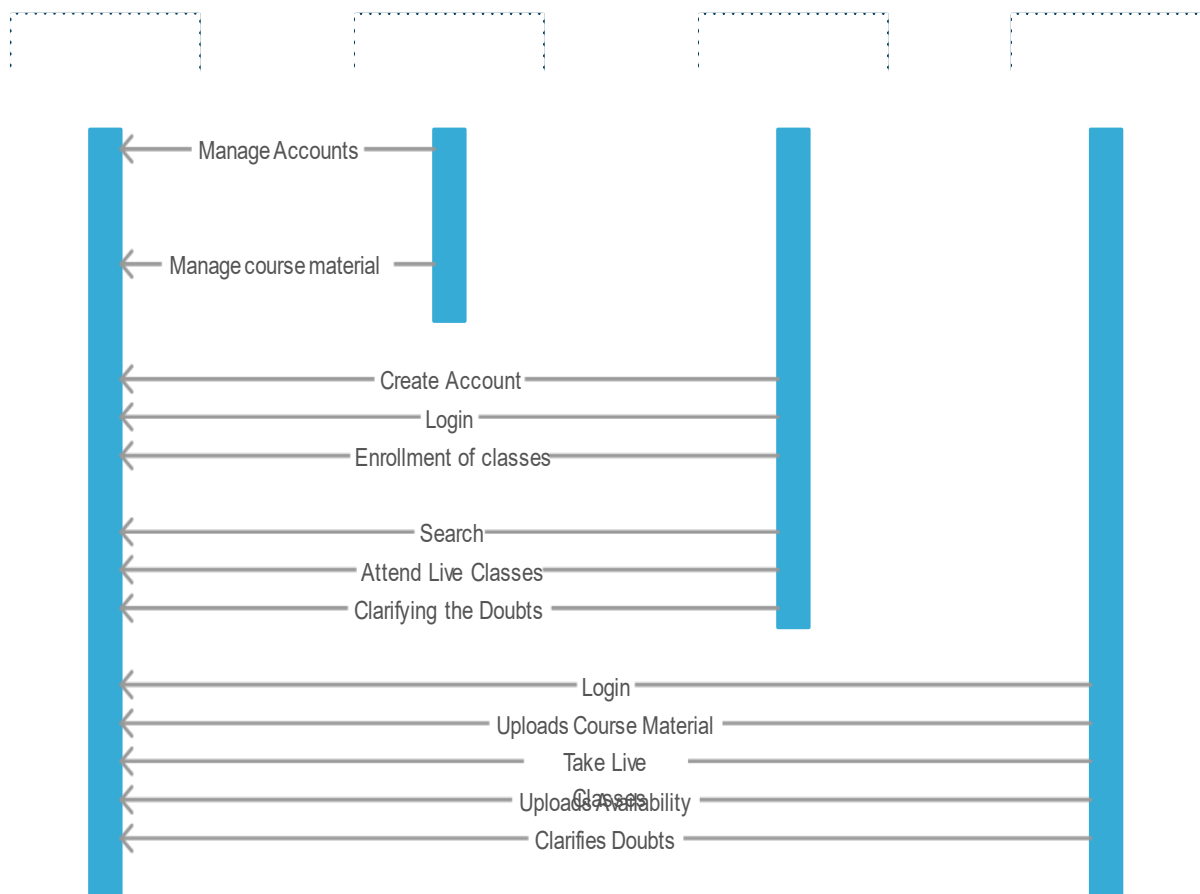 Manage Accounts
Manage course material
Create Account
Login
Enrollment of classes
Search
Attend Live Classes
Clarifying the Doubts
Login
Uploads Course Material
Take Live
Classes
Uploads Availability
Clarifies Doubts